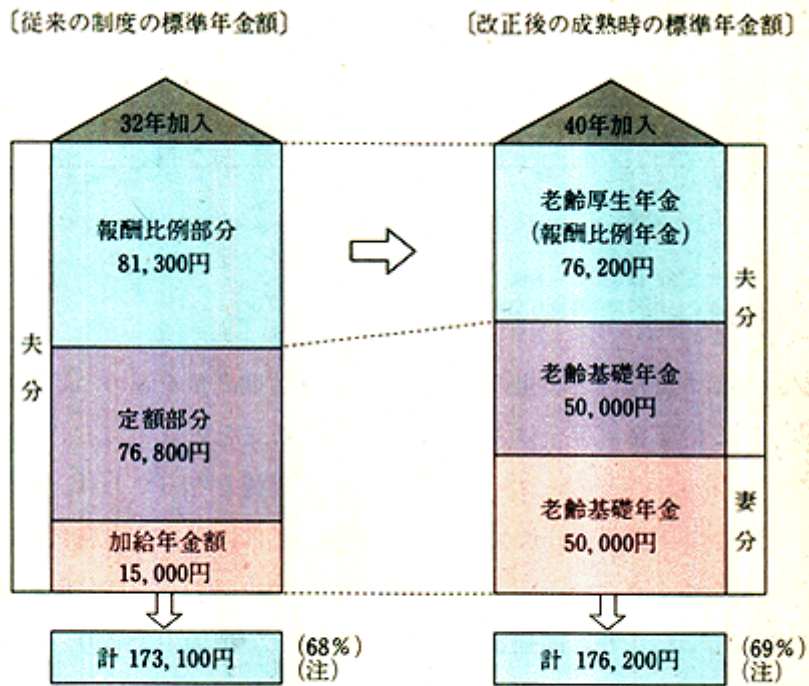 〔従来の制度の標準年金額〕
32年加入
報酬比例部分
81,300円
定額部分
76,800円
加給年金額
15,000円
夫分
計 173,100円
(68%)
(注)
〔改正後の成熟時の標準年金額〕
40年加入
老齢厚生年金
(報酬比例年金)
76,200円
老齢基礎年金
50,000円
夫分
老齢基礎年金
50,000円
妻分
計 176,200円
(69%)
(注)